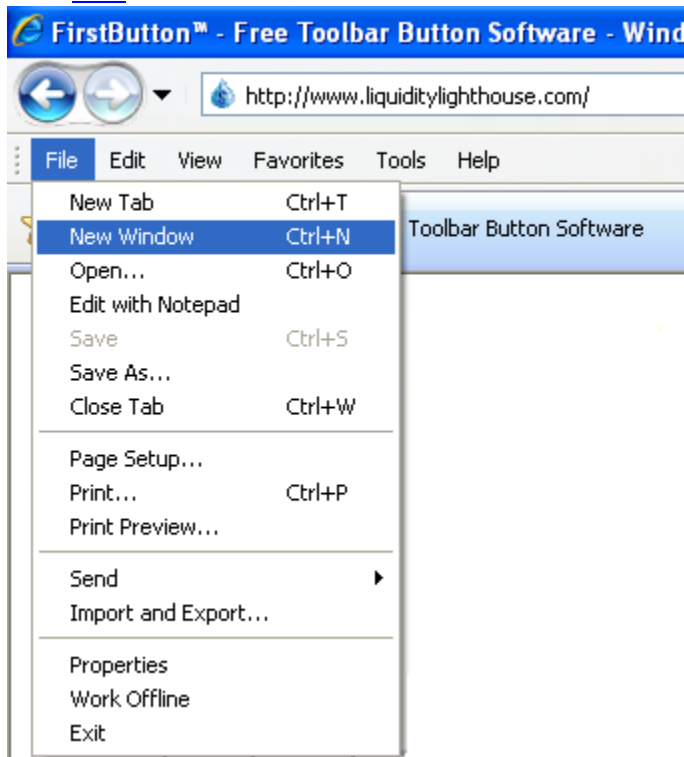 FirstButton™ - Free Toolbar Button Software - Wind
http://www.liquiditylighthouse.com/
File Edit View Favorites Tools Help
Toolbar Button Software
New Tab Ctrl+T
New Window Ctrl+N
Open... Ctrl+O
Edit with Notepad
Save Ctrl+S
Save As...
Close Tab Ctrl+W
Page Setup...
Print... Ctrl+P
Print Preview...
Send
Import and Export...
Properties
Work Offline
Exit